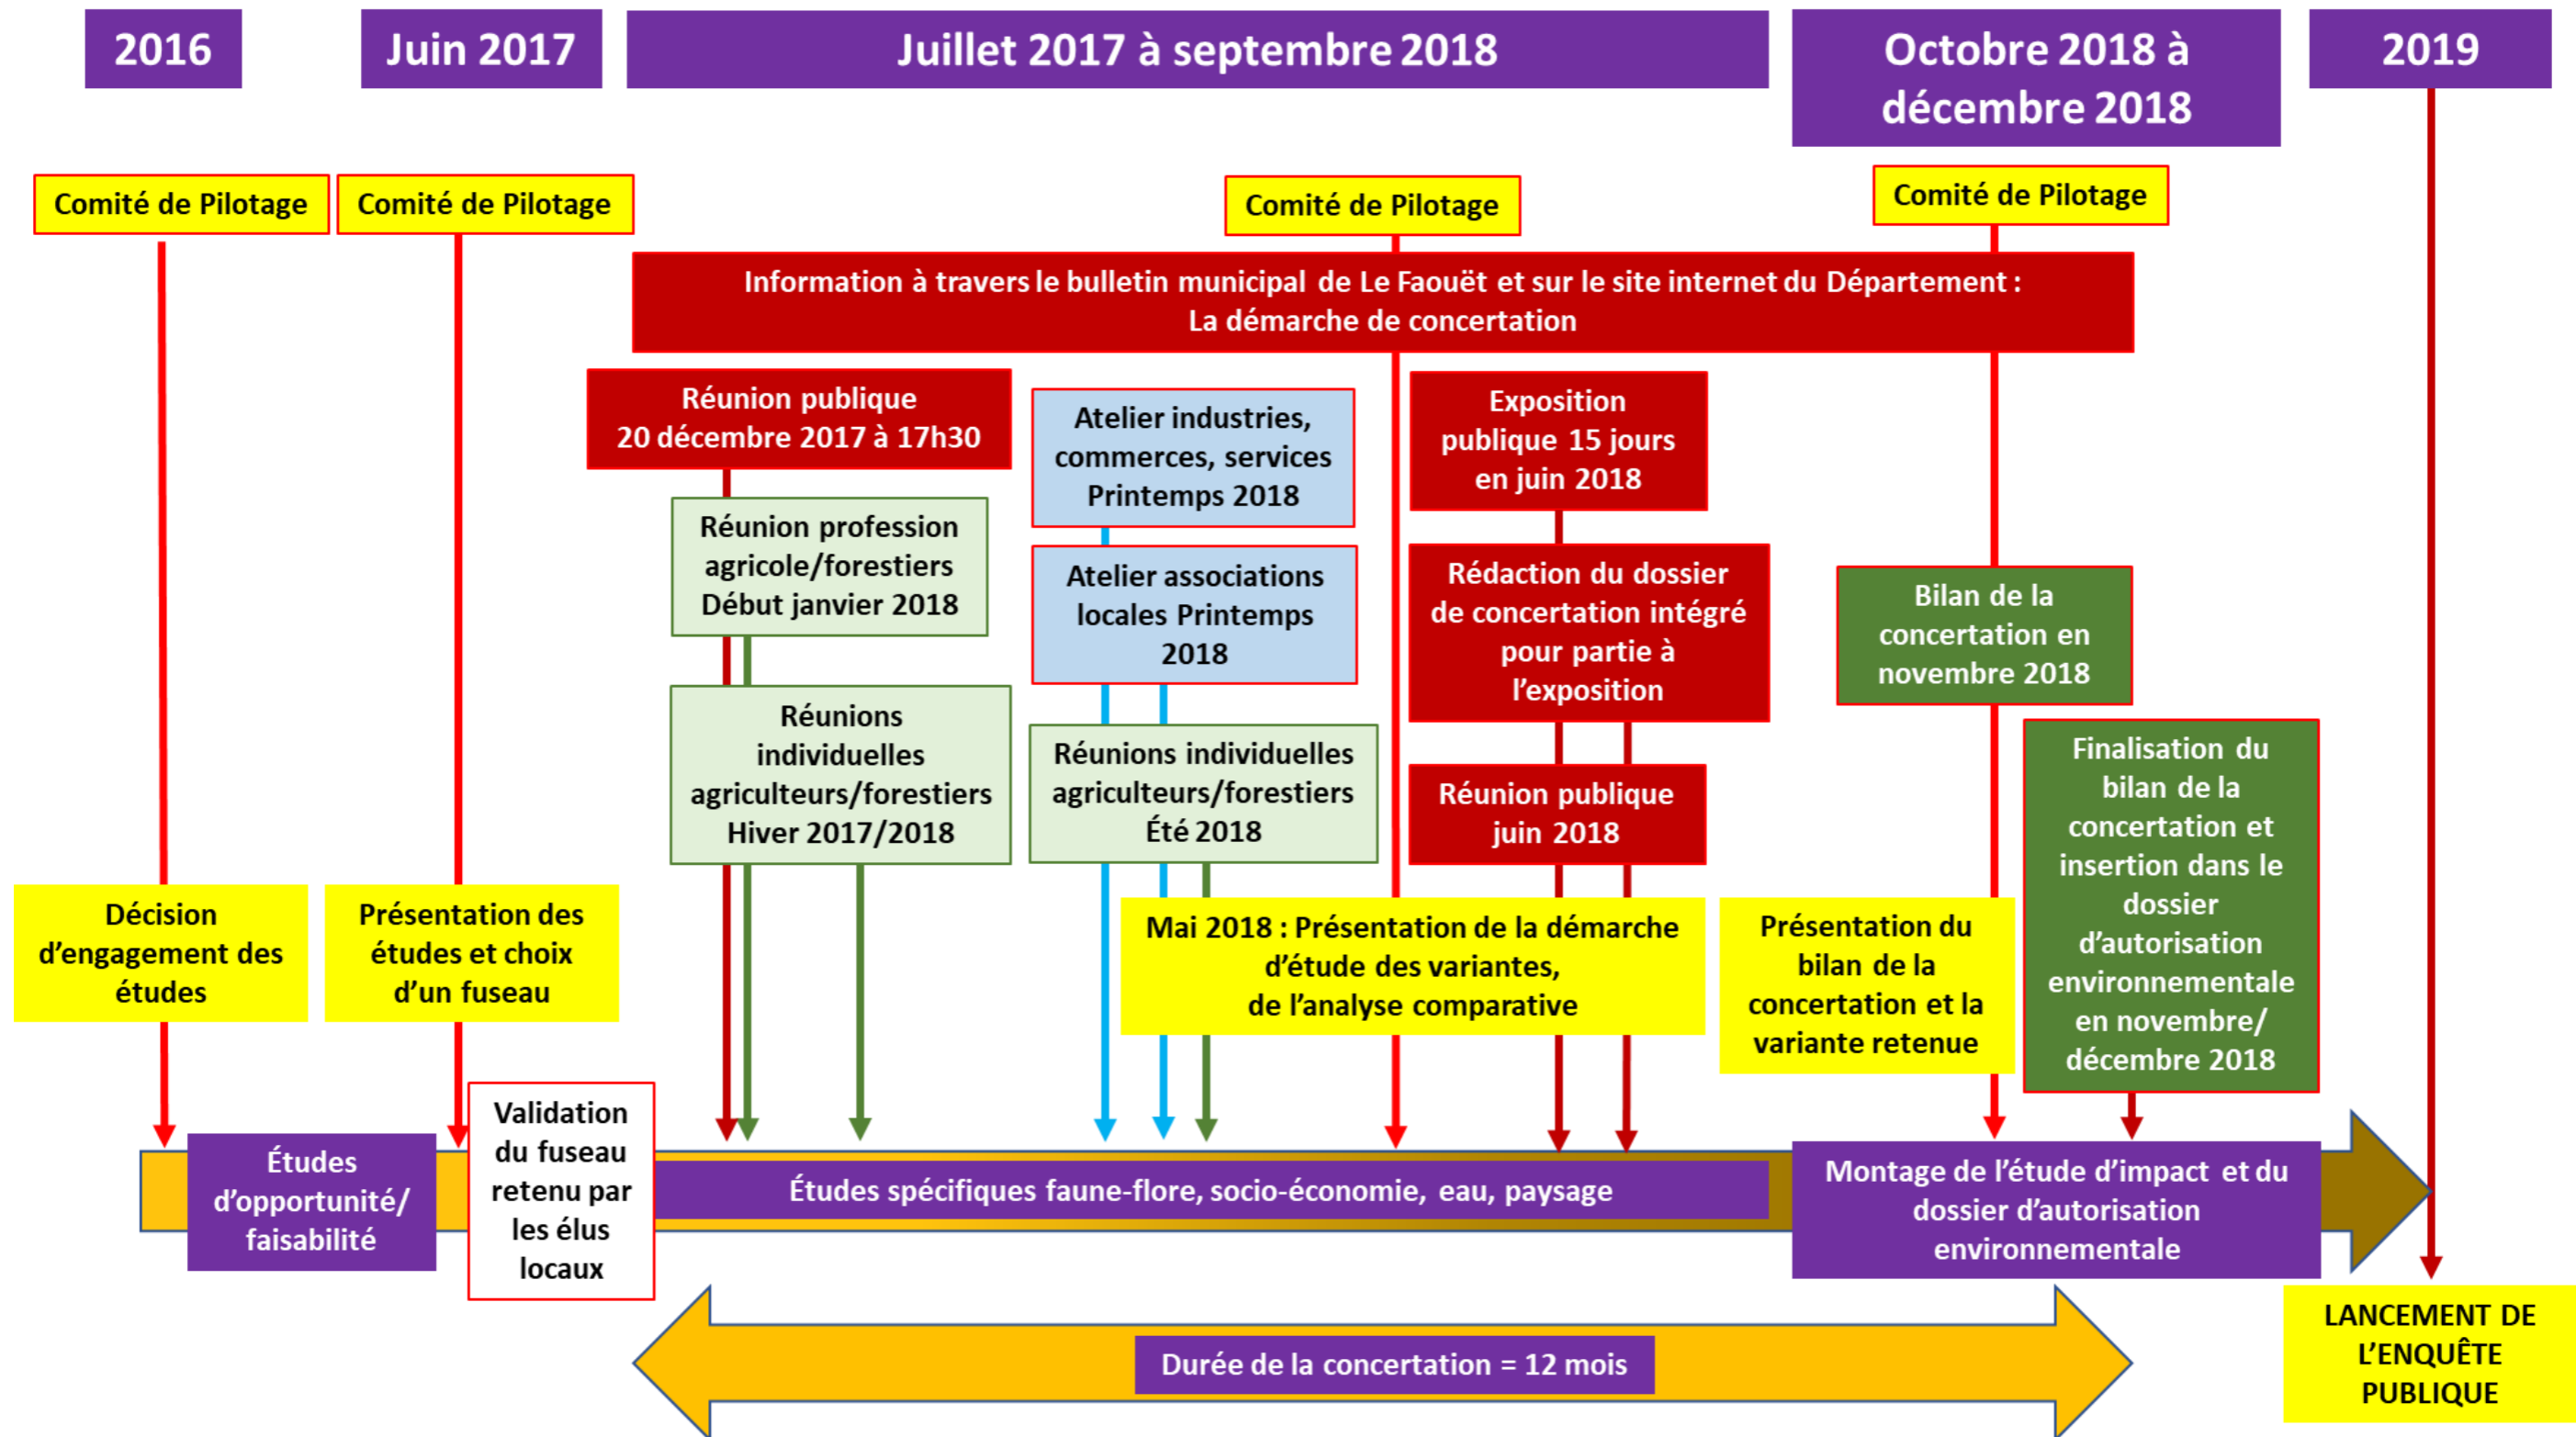 2016
Juin 2017
Juillet 2017 à septembre 2018
Octobre 2018 à
décembre 2018
2019
Comité de Pilotage
Comité de Pilotage
Comité de Pilotage
Comité de Pilotage
Information à travers le bulletin municipal de Le Faouët et sur le site internet du Département :
La démarche de concertation
Réunion publique
20 décembre 2017 à 17h30
Réunion profession
agricole/forestiers
Début janvier 2018
Réunions
individuelles
agriculteurs/forestiers
Hiver 2017/2018
Atelier industries,
commerces, services
Printemps 2018
Atelier associations
locales Printemps
2018
Réunions individuelles
agriculteurs/forestiers
Été 2018
Exposition
publique 15 jours
en juin 2018
Rédaction du dossier
de concertation intégré
pour partie à
l’exposition
Réunion publique
juin 2018
Bilan de la
concertation en
novembre 2018
Finalisation du
bilan de la
concertation et
insertion dans le
dossier
d’autorisation
environnementale
en novembre/
décembre 2018
Décision
d’engagement des
études
Présentation des
études et choix
d’un fuseau
Mai 2018 : Présentation de la démarche
d’étude des variantes,
de l’analyse comparative
Présentation du
bilan de la
concertation et la
variante retenue
Études
d’opportunité/
faisabilité
Validation
du fuseau
retenu par
les élus
locaux
Études spécifiques faune-flore, socio-économie, eau, paysage
Montage de l’étude d’impact et du
dossier d’autorisation
environnementale
Durée de la concertation = 12 mois
LANCEMENT DE
L’ENQUÊTE
PUBLIQUE